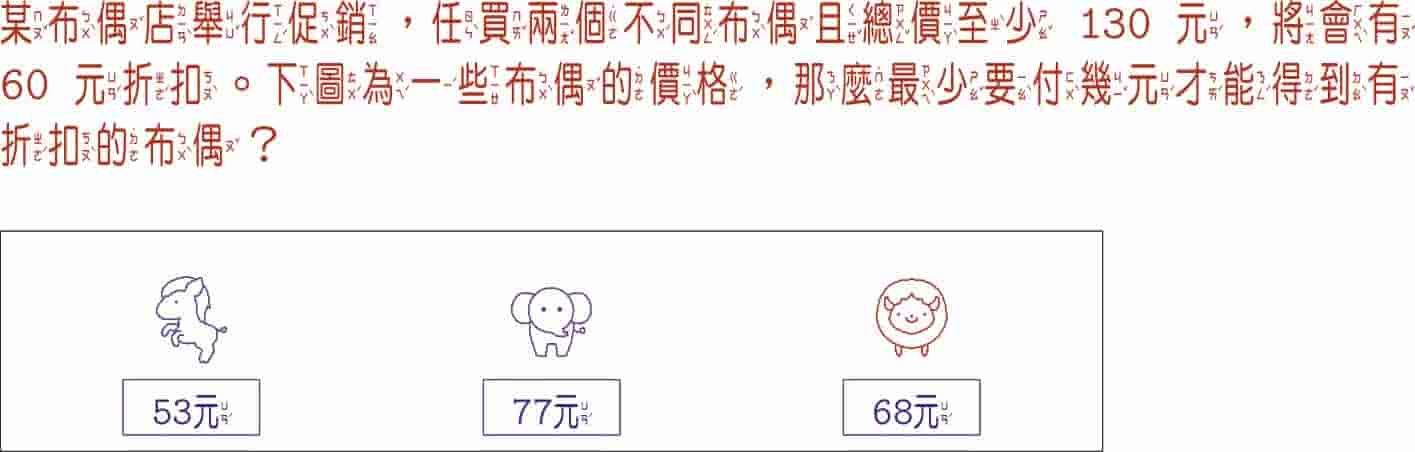 某布偶店舉行促銷，任買兩個不同布偶且總價至少 130 元，將會有
60 元折扣。下圖為一些布偶的價格，那麼最少要付幾元才能得到有
折扣的布偶？
53元 77元 68元